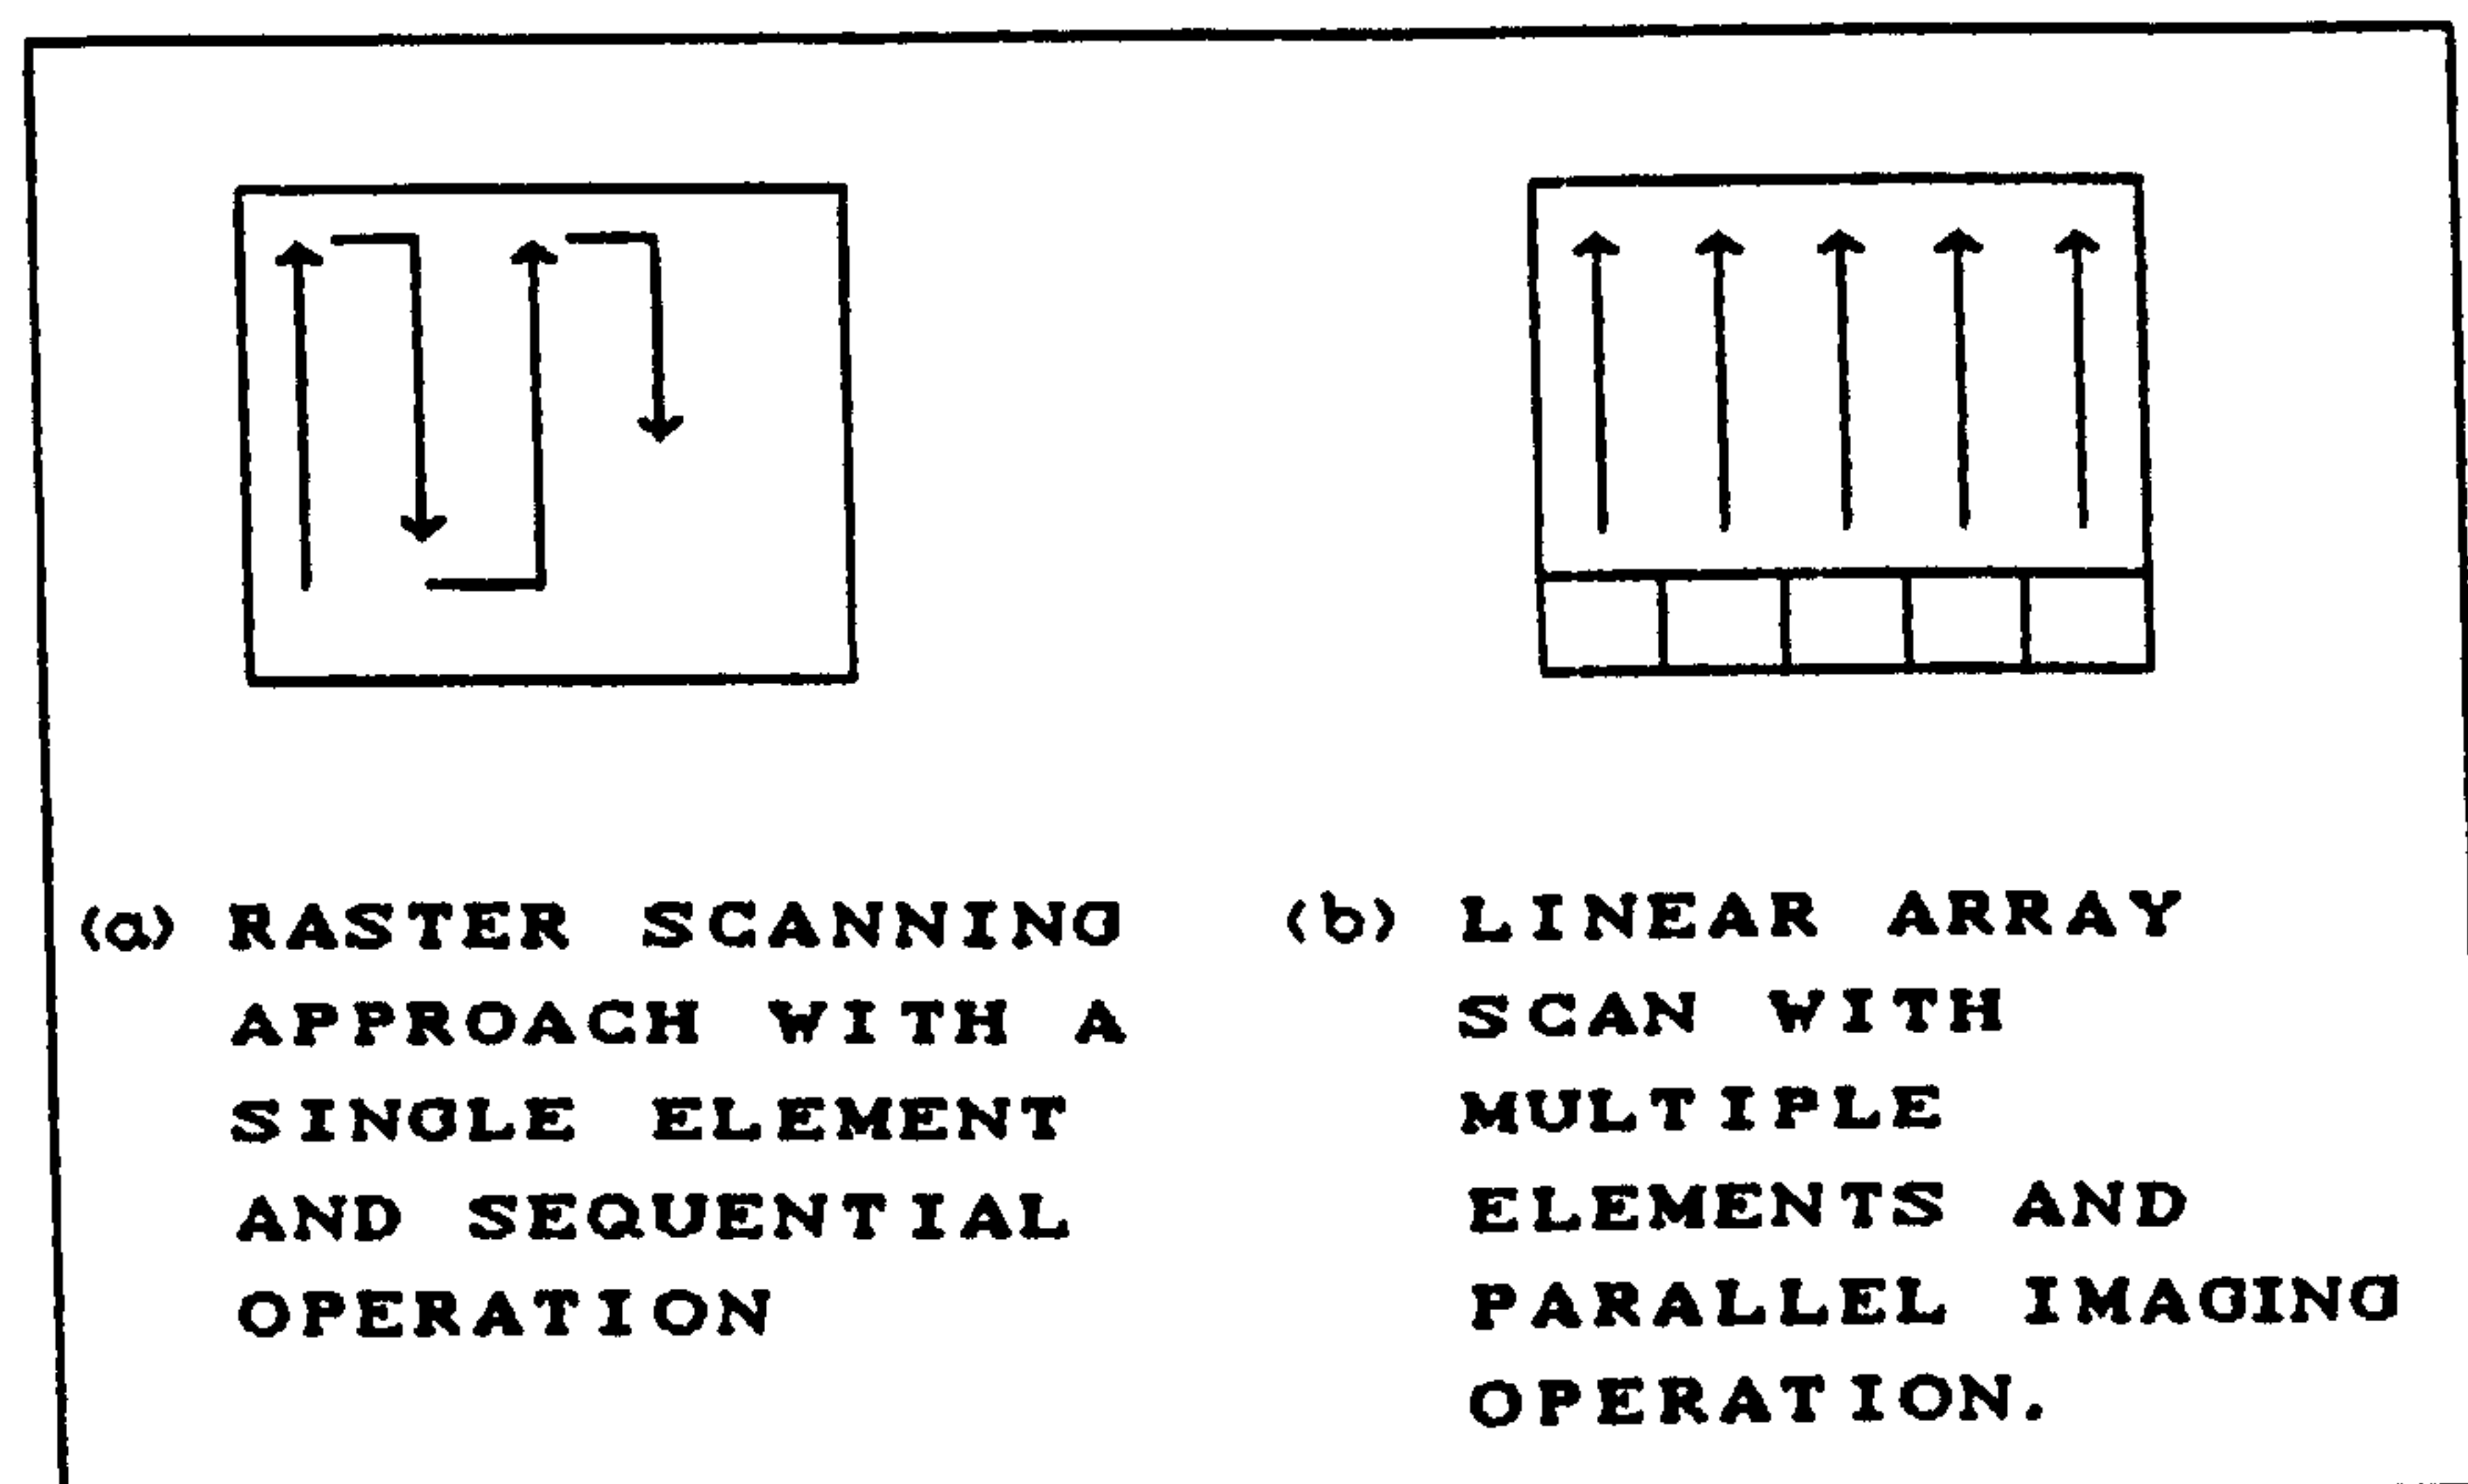 (a) RASTER SCANNING
APPROACH WITH A
SINGLE ELEMENT
AND SEQUENTIAL
OPERATION
(b) LINEAR ARRAY
SCAN WITH
MULTIPLE
ELEMENTS AND
PARALLEL IMAGING
OPERATION.